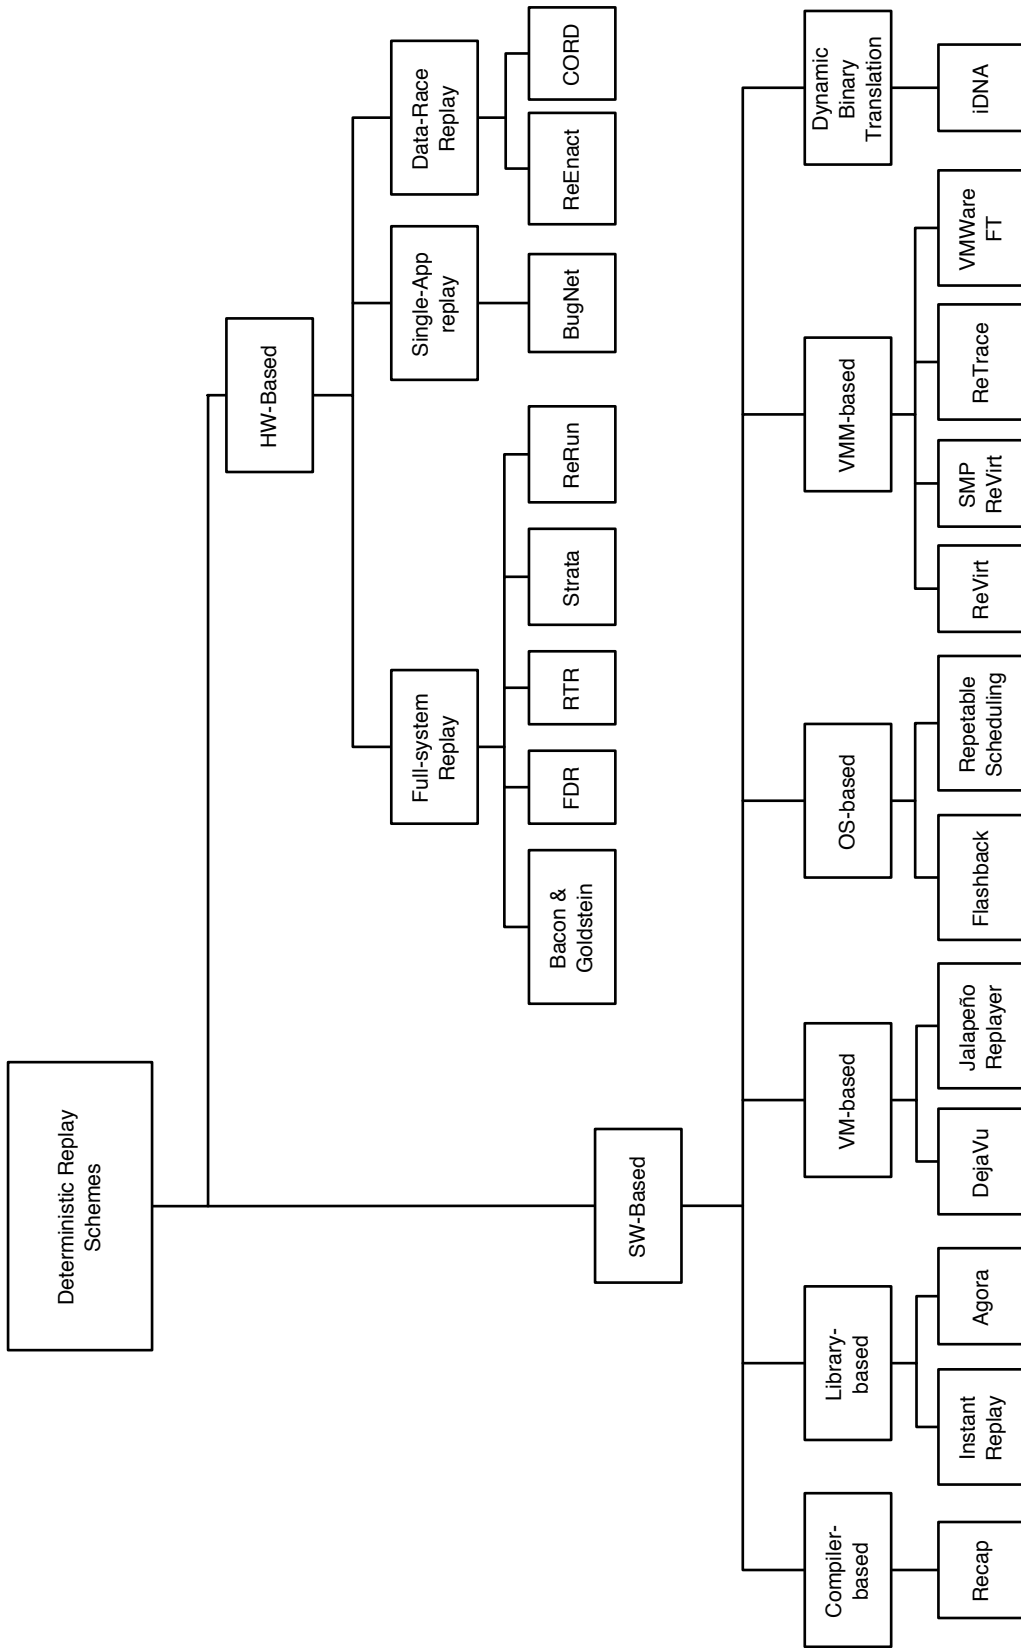 Deterministic Replay
Schemes
HW-Based
Full-system
Replay
Single-App
replay
Data-Race
Replay
Bacon &
Goldstein
FDR
RTR
Strata
ReRun
BugNet
ReEnact
CORD
SW-Based
Compiler-
based
Library-
based
VM-based
OS-based
VMM-based
Dynamic
Binary
Translation
Recap
Instant
Replay
Agora
DejaVu
Jalapeño
Replayer
Flashback
Repetable
Scheduling
ReVirt
SMP
ReVirt
ReTrace
VMWare
FT
iDNA